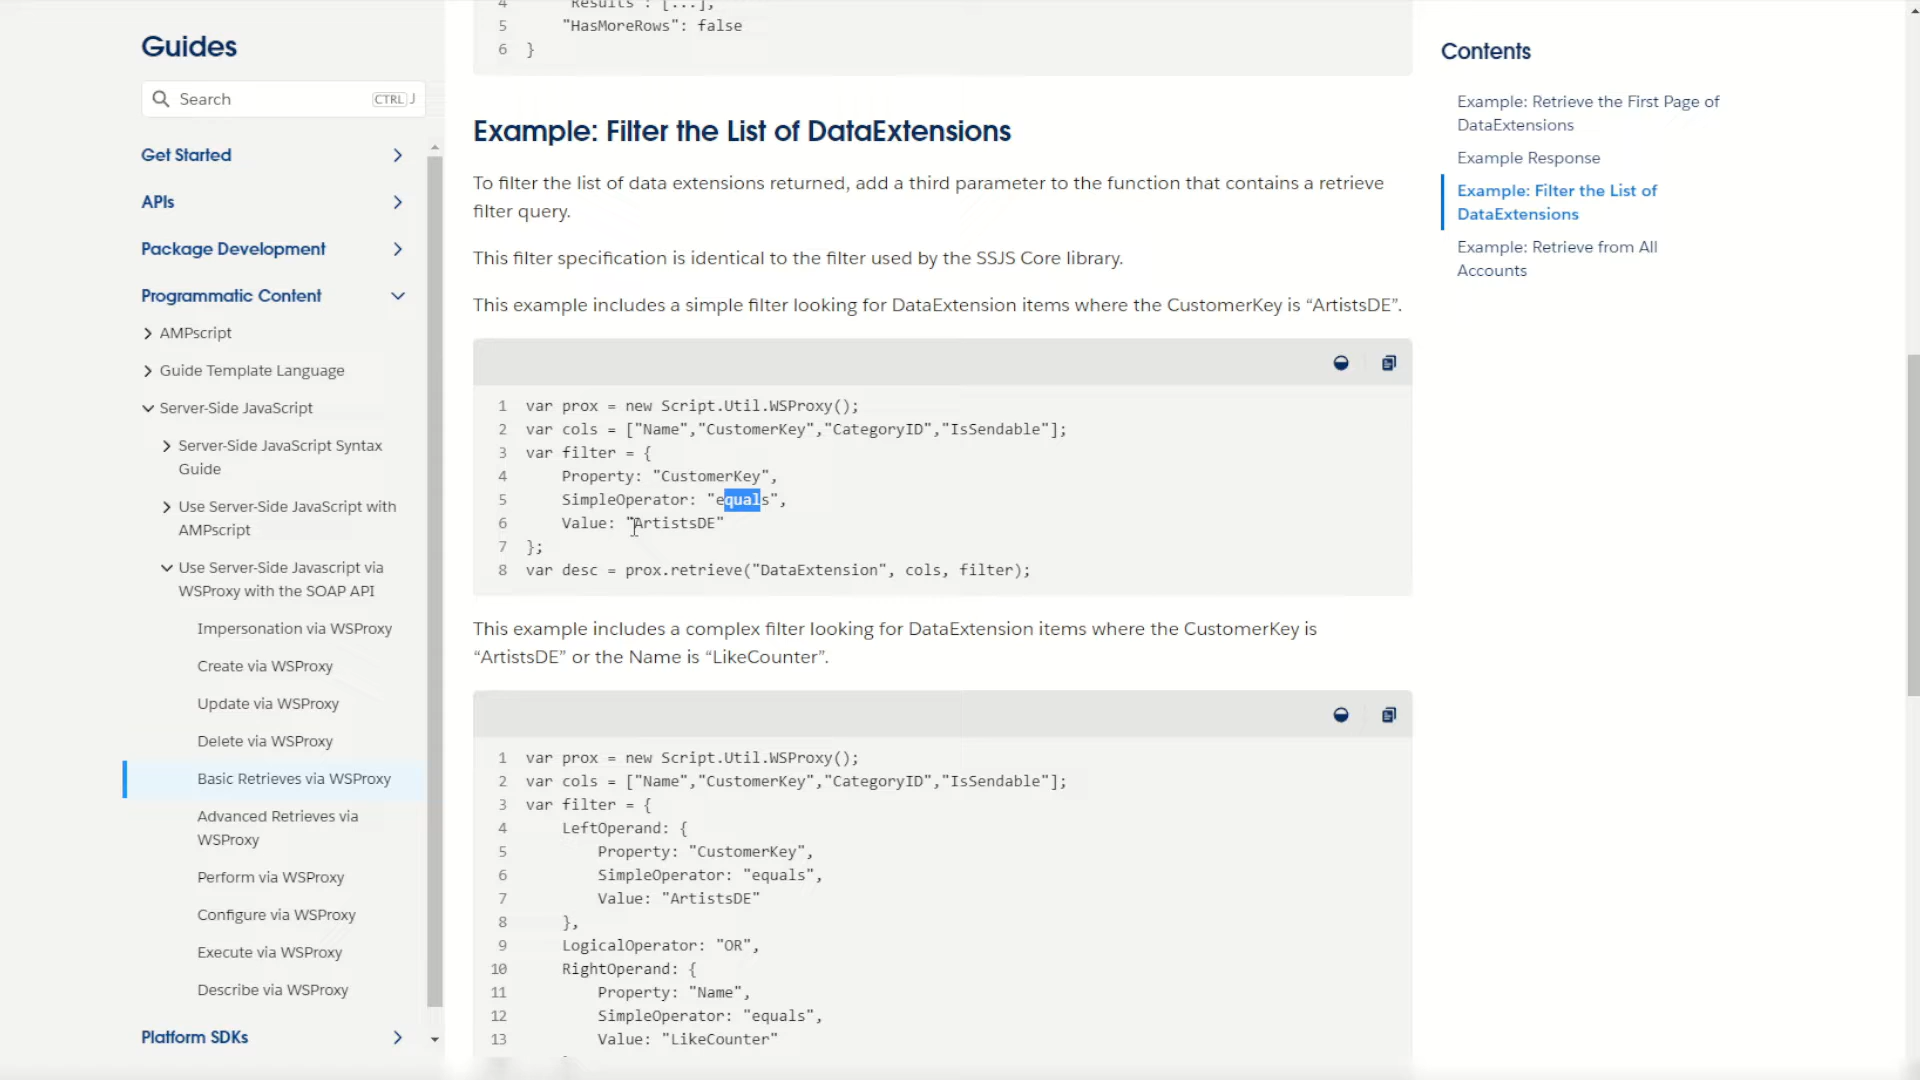 Guides
Search
CTRL J
Get Started
APIs
Package Development
Programmatic Content
AMPscript
Guide Template Language
Server-Side JavaScript
Server-Side JavaScript Syntax
Guide
Use Server-Side JavaScript with
AMPscript
Use Server-Side Javascript via
WSProxy with the SOAP API
Impersonation via WSProxy
Create via WSProxy
Update via WSProxy
Delete via WSProxy
Basic Retrieves via WSProxy
Advanced Retrieves via
WSProxy
Perform via WSProxy
Configure via WSProxy
Execute via WSProxy
Describe via WSProxy
Platform SDKs
4 "Results": [...],
5 "HasMoreRows": false
6 }
Example: Filter the List of DataExtensions
To filter the list of data extensions returned, add a third parameter to the function that contains a retrieve
filter query.
This filter specification is identical to the filter used by the SSJS Core library.
This example includes a simple filter looking for DataExtension items where the CustomerKey is “ArtistsDE”.
1 var prox = new Script.Util.WSProxy();
2 var cols = ["Name","CustomerKey","CategoryID","IsSendable"];
3 var filter = {
4 Property: "CustomerKey",
5 SimpleOperator: "equals",
6 Value: "ArtistsDE"
7 };
8 var desc = prox.retrieve("DataExtension", cols, filter);
This example includes a complex filter looking for DataExtension items where the CustomerKey is
“ArtistsDE” or the Name is “LikeCounter”.
1 var prox = new Script.Util.WSProxy();
2 var cols = ["Name","CustomerKey","CategoryID","IsSendable"];
3 var filter = {
4 LeftOperand: {
5 Property: "CustomerKey",
6 SimpleOperator: "equals",
7 Value: "ArtistsDE"
8 },
9 LogicalOperator: "OR",
10 RightOperand: {
11 Property: "Name",
12 SimpleOperator: "equals",
13 Value: "LikeCounter"
Contents
Example: Retrieve the First Page of
DataExtensions
Example Response
Example: Filter the List of
DataExtensions
Example: Retrieve from All
Accounts